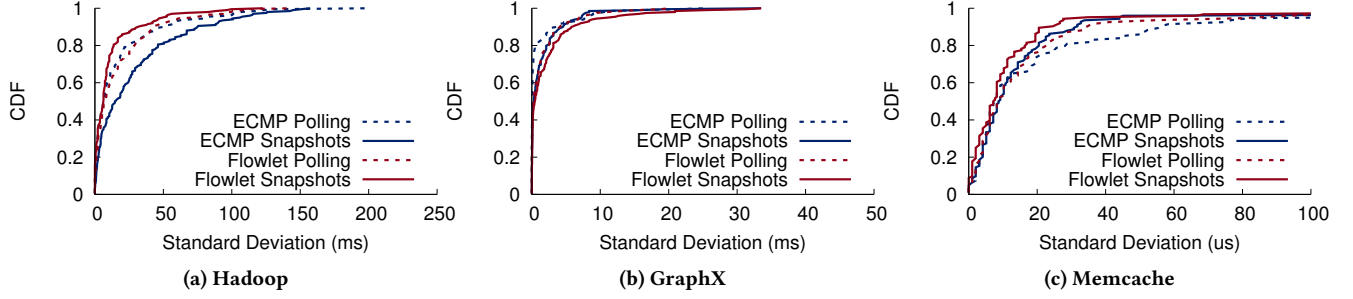 CDF
1
0.8
0.6
0.4
0.2
0
ECMP Polling
ECMP Snapshots
Flowlet Polling
Flowlet Snapshots
0 50 100 150 200 250
Standard Deviation (ms)
(a) Hadoop
CDF
1
0.8
0.6
0.4
0.2
0
ECMP Polling
ECMP Snapshots
Flowlet Polling
Flowlet Snapshots
0 10 20 30 40 50
Standard Deviation (ms)
(b) GraphX
CDF
1
0.8
0.6
0.4
0.2
0
ECMP Polling
ECMP Snapshots
Flowlet Polling
Flowlet Snapshots
0 20 40 60 80 100
Standard Deviation (us)
(c) Memcache